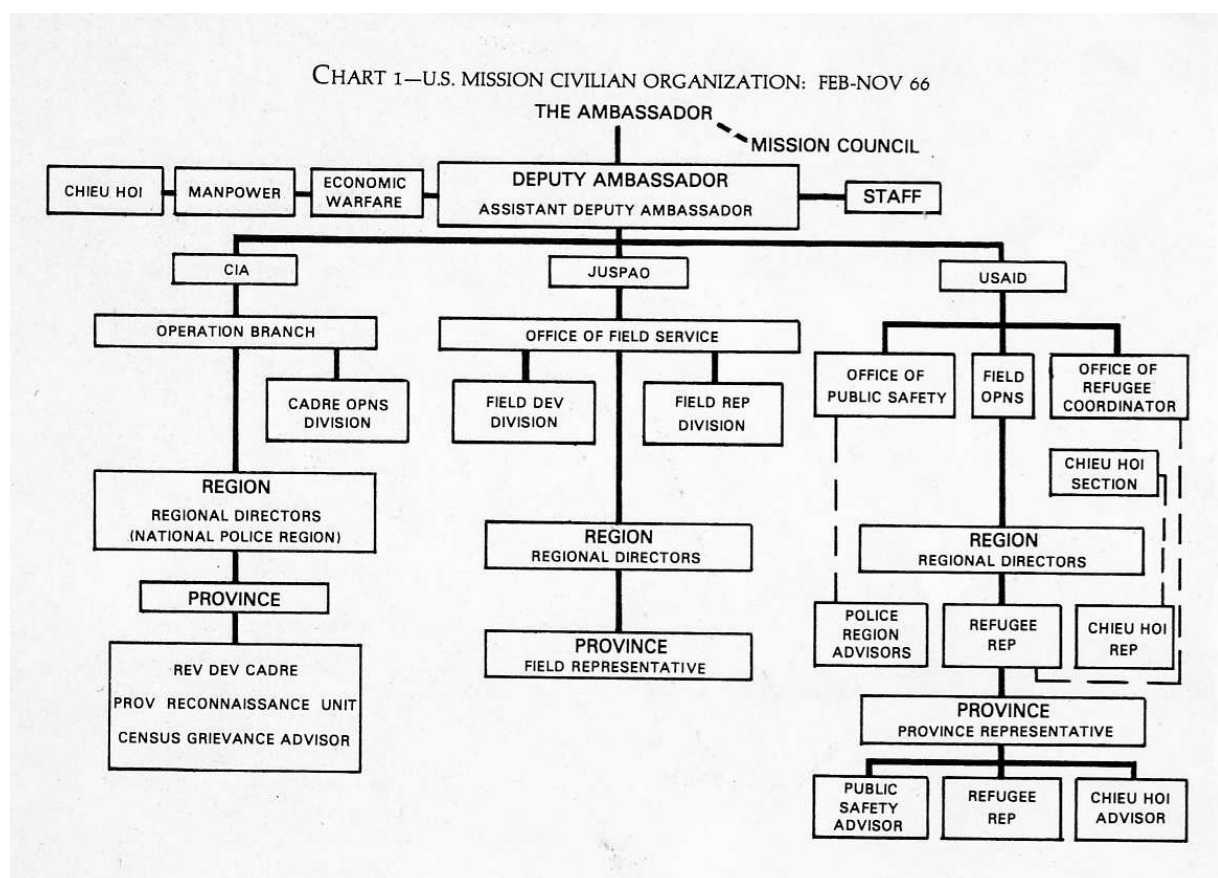 CHART 1—U.S. MISSION CIVILIAN ORGANIZATION: FEB-NOV 66
THE AMBASSADOR
MISSION COUNCIL
CHIEU HOI
MANPOWER
ECONOMIC
WARFARE
DEPUTY AMBASSADOR
ASSISTANT DEPUTY AMBASSADOR
STAFF
CIA
JUSPAO
USAID
OPERATION BRANCH
OFFICE OF FIELD SERVICE
CADRE OPNS
DIVISION
FIELD DEV
DIVISION
FIELD REP
DIVISION
OFFICE OF
PUBLIC SAFETY
FIELD
OPNS
OFFICE OF
REFUGEE
COORDINATOR
CHIEU HOI
SECTION
REGION
REGIONAL DIRECTORS
(NATIONAL POLICE REGION)
REGION
REGIONAL DIRECTORS
REGION
REGIONAL DIRECTORS
PROVINCE
POLICE
REGION
ADVISORS
REFUGEE
REP
CHIEU HOI
REP
REV DEV CADRE
PROV RECONNAISSANCE UNIT
CENSUS GRIEVANCE ADVISOR
PROVINCE
FIELD REPRESENTATIVE
PROVINCE
PROVINCE REPRESENTATIVE
PUBLIC
SAFETY
ADVISOR
REFUGEE
REP
CHIEU HOI
ADVISOR